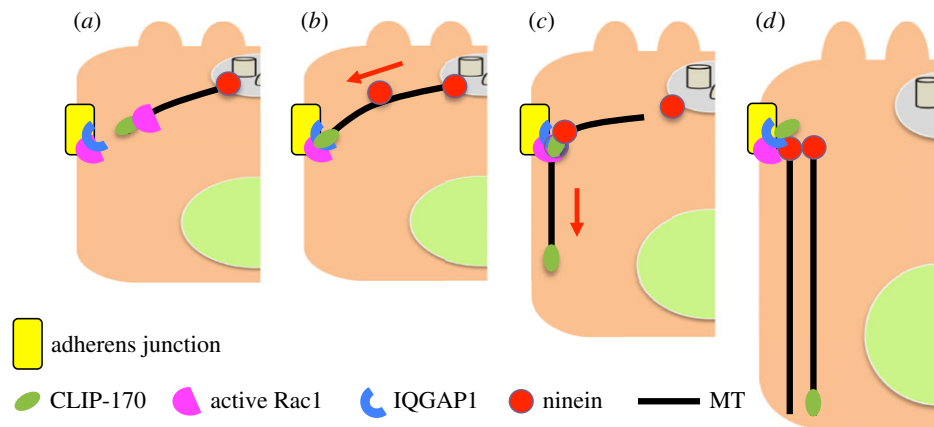 (a) (b) (c) (d)
adherens junction
CLIP-170 active Rac1 IQGAP1 ninein MT